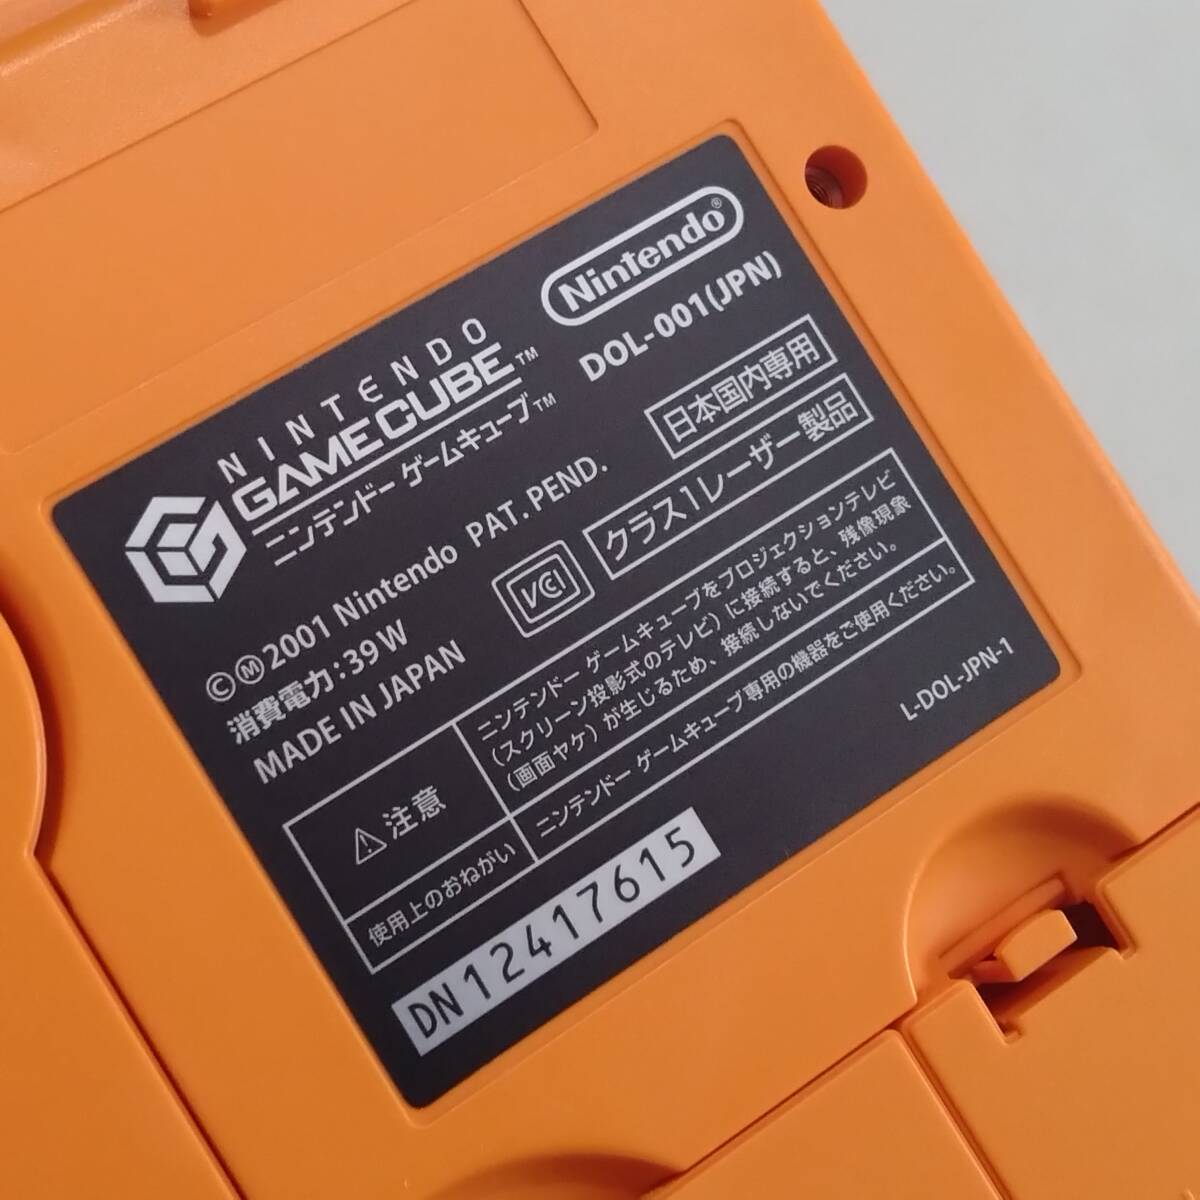 NINTENDO
GAMECUBE™
ニンテンドー ゲームキューブ™
Nintendo®
DOL-001(JPN)
©Ⓜ2001 Nintendo PAT. PEND.
消費電力:39W
MADE IN JAPAN
VCI
日本国内専用
クラス1レーザー製品
⚠注意
ニンテンドー ゲームキューブをプロジェクションテレビ
(スクリーン投影式のテレビ)に接続すると、残像現象
(画面ヤケ)が生じるため、接続しないでください。
使用上のおねがい
ニンテンドー ゲームキューブ専用の機器をご使用ください。
L-DOL-JPN-1
DN12417615